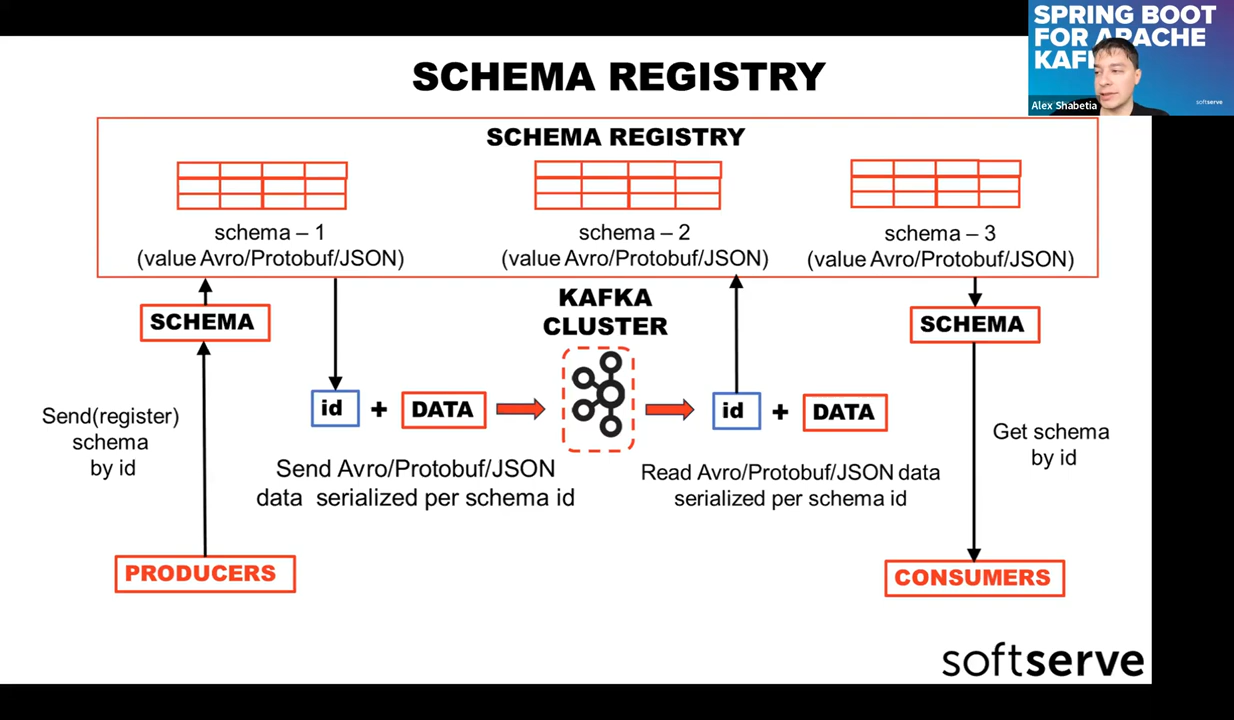 SPRING BOOT
FOR APACHE
Alex Shabetia
softserve
SCHEMA REGISTRY
SCHEMA REGISTRY
schema – 1
(value Avro/Protobuf/JSON)
schema – 2
(value Avro/Protobuf/JSON)
schema – 3
(value Avro/Protobuf/JSON)
SCHEMA
KAFKA
CLUSTER
SCHEMA
id + DATA
id + DATA
Send(register)
schema
by id
Send Avro/Protobuf/JSON
data serialized per schema id
Read Avro/Protobuf/JSON data
serialized per schema id
Get schema
by id
PRODUCERS
CONSUMERS
softserve